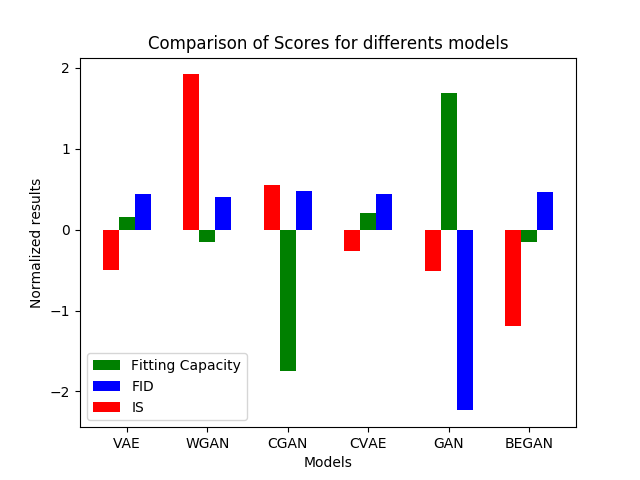 Comparison of Scores for differents models
2
1
0
−1
−2
Normalized results
Fitting Capacity
FID
IS
VAE WGAN CGAN CVAE GAN BEGAN
Models